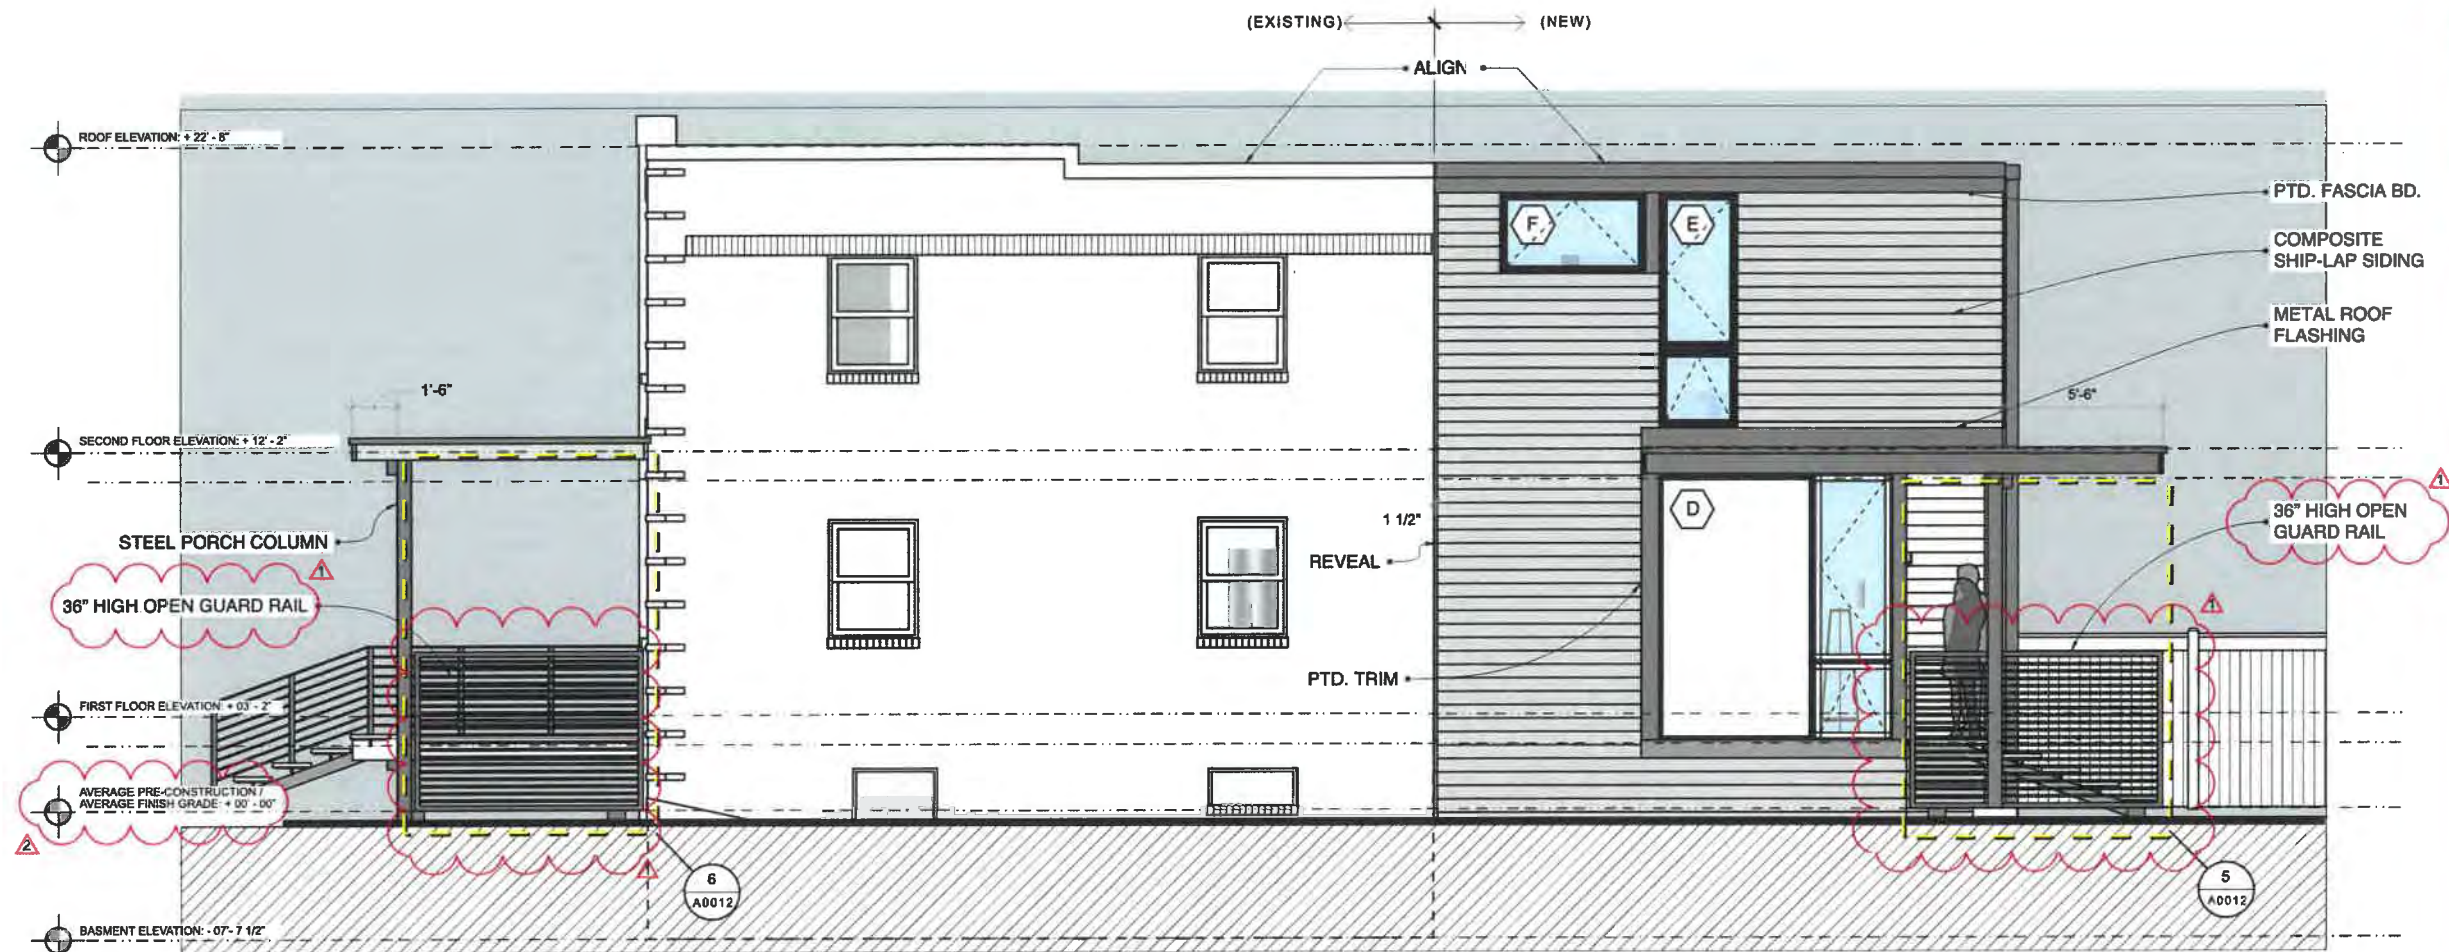 (EXISTING)
(NEW)
ALIGN
ROOF ELEVATION: + 22' - 8"
PTD. FASCIA BD.
F
E
COMPOSITE
SHIP-LAP SIDING
METAL ROOF
FLASHING
1'-6"
5'-6"
SECOND FLOOR ELEVATION: + 12' - 2"
1
D
1 1/2"
36" HIGH OPEN
GUARD RAIL
STEEL PORCH COLUMN
REVEAL
1
36" HIGH OPEN GUARD RAIL
1
PTD. TRIM
FIRST FLOOR ELEVATION: + 03' - 2"
AVERAGE PRE-CONSTRUCTION /
AVERAGE FINISH GRADE: + 00' - 00"
2
1
6
A0012
5
A0012
BASMENT ELEVATION: - 07'- 7 1/2"